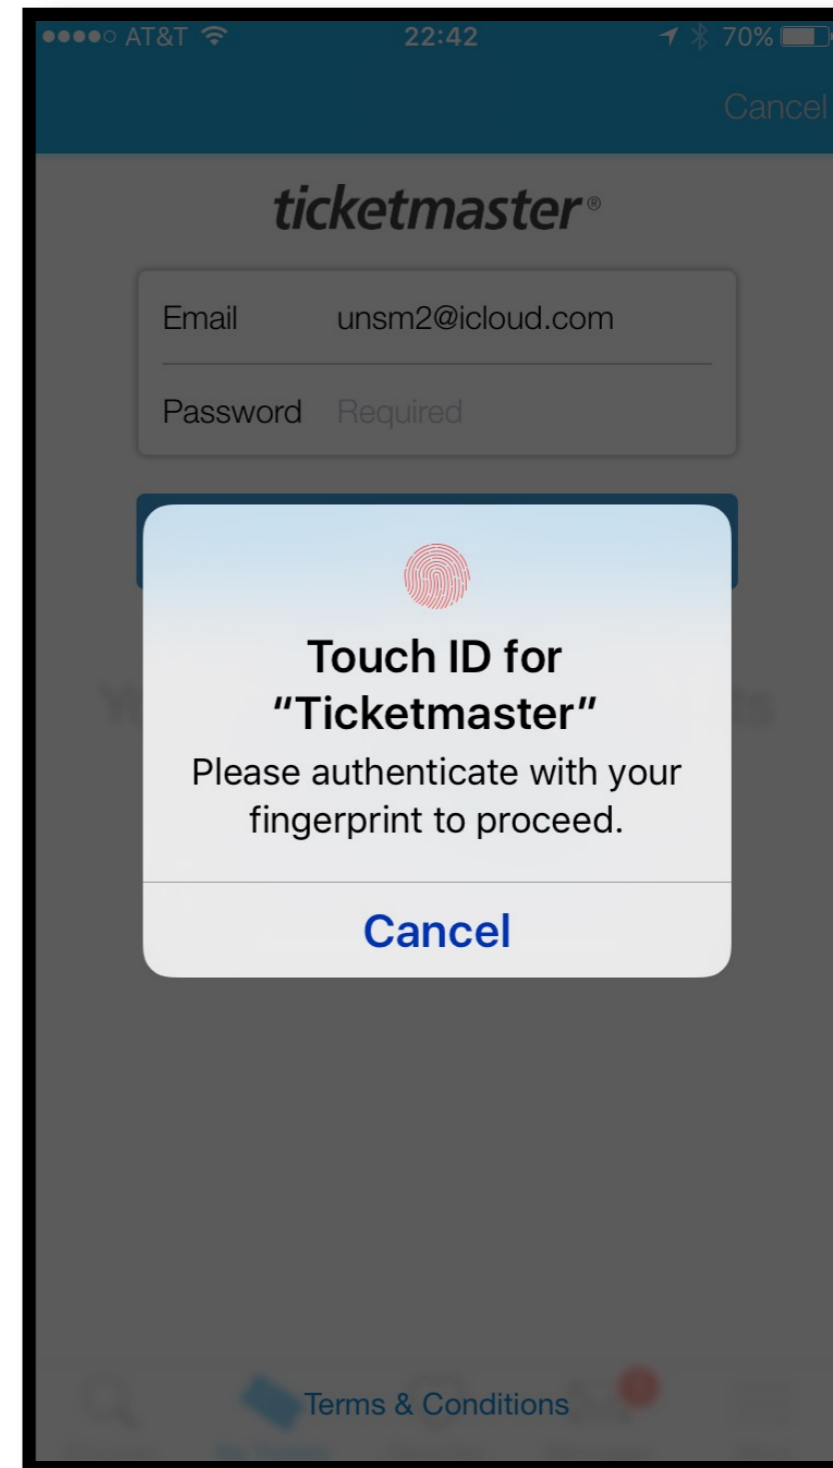 AT&T 22:42 70%
Cancel
ticketmaster®
Email unsm2@icloud.com
Password Required
Touch ID for
“Ticketmaster”
Please authenticate with your
fingerprint to proceed.
Cancel
Terms & Conditions